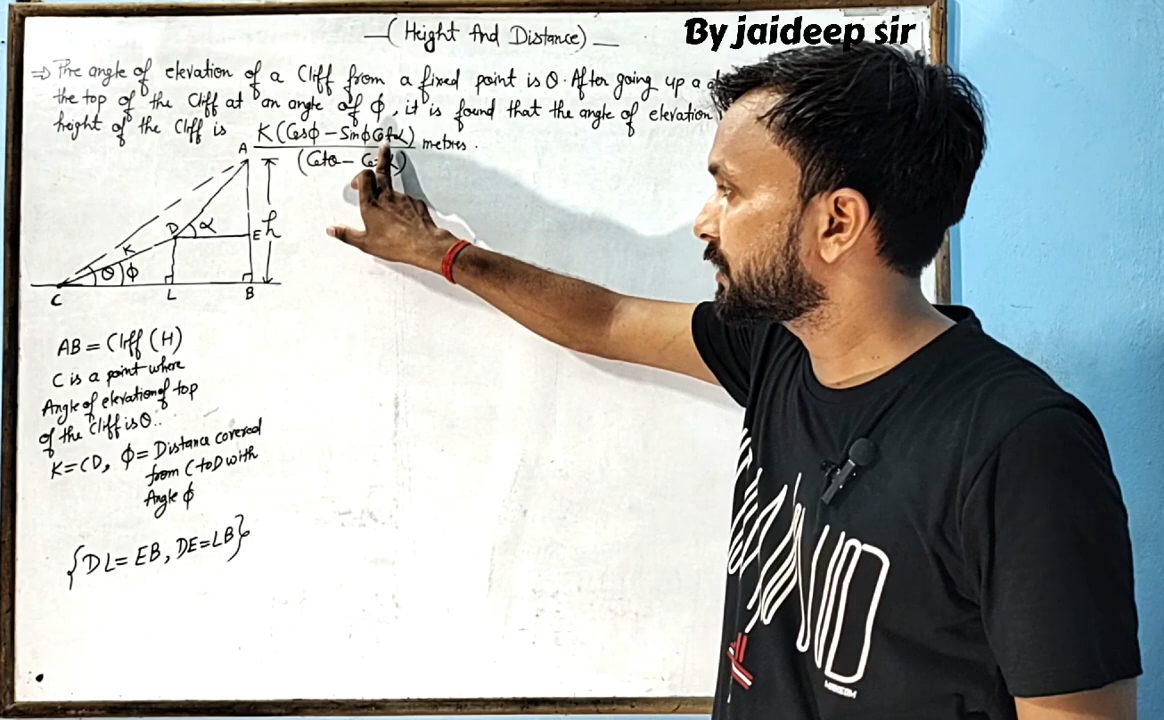 By jaideep sir
( Height And Distance )
⇒ The angle of elevation of a Cliff from a fixed point is θ. After going up a
the top of the Cliff at an angle of ϕ, it is found that the angle of elevation
height of the Cliff is K(Cosϕ – SinϕCotα) metres.
(Cotθ –
A
K
D
α
E
h
θ
ϕ
C
L
B
AB = Cliff (H)
C is a point where
Angle of elevation of top
of the Cliff is θ..
K = CD, ϕ = Distance covered
from C to D with
Angle ϕ
{DL = EB, DE = LB}